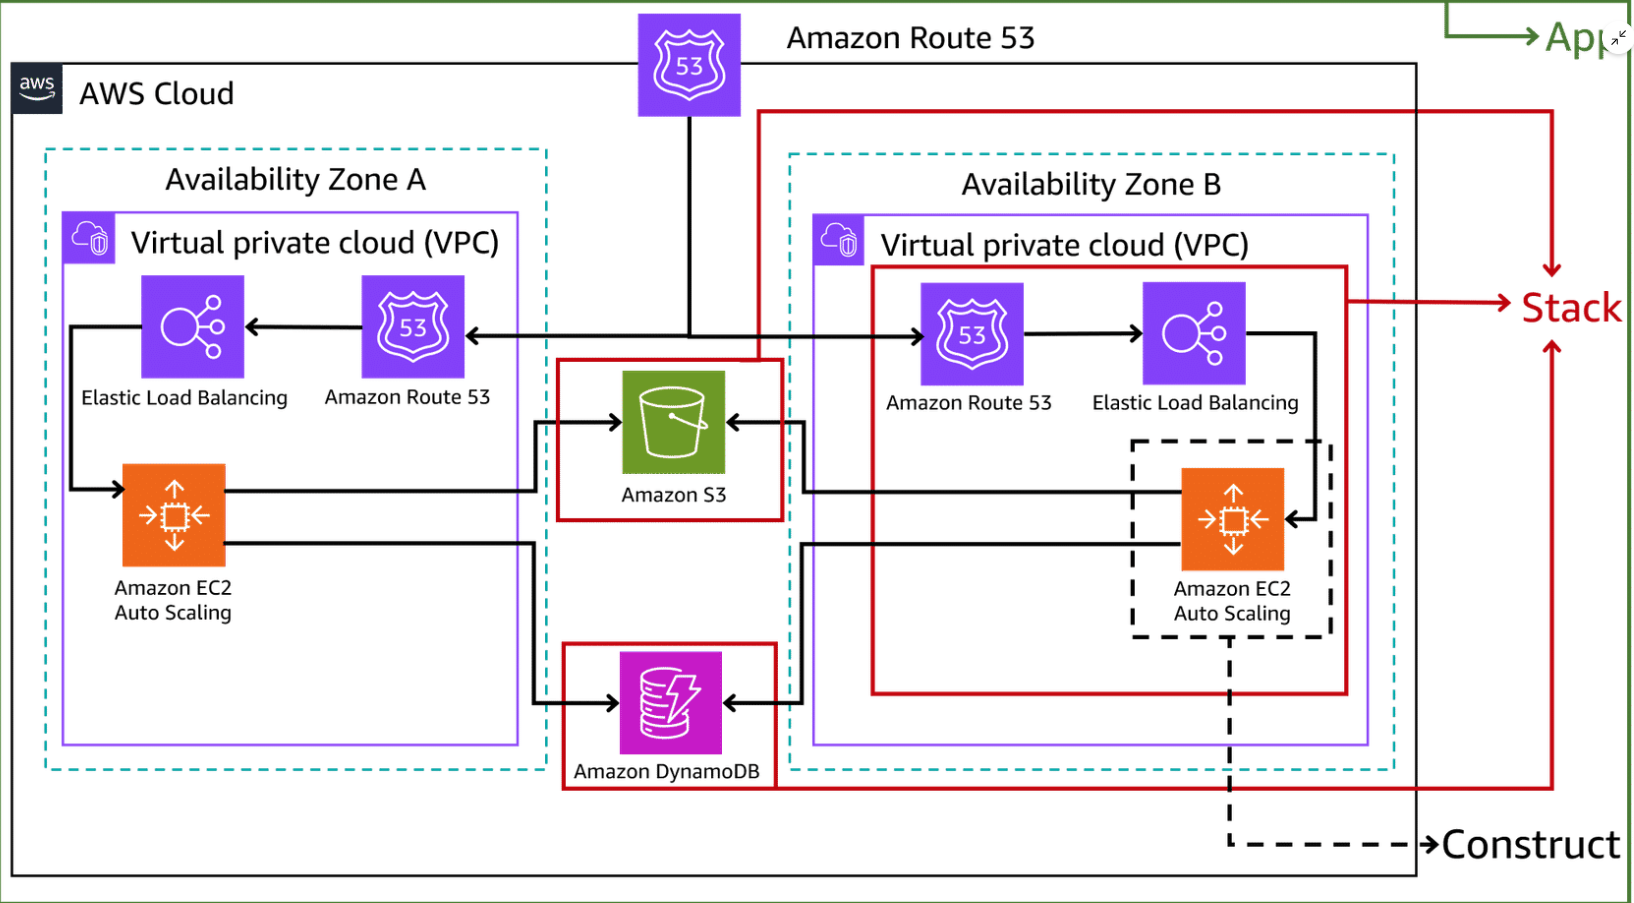 Amazon Route 53
App
aws
AWS Cloud
53
Availability Zone A
Availability Zone B
Virtual private cloud (VPC)
Virtual private cloud (VPC)
53
53
Stack
Elastic Load Balancing
Amazon Route 53
Amazon Route 53
Elastic Load Balancing
Amazon S3
Amazon EC2
Auto Scaling
Amazon EC2
Auto Scaling
Amazon DynamoDB
Construct